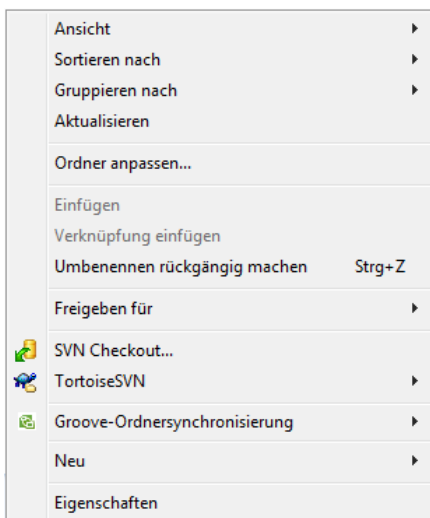 Ansicht
Sortieren nach
Gruppieren nach
Aktualisieren
Ordner anpassen...
Einfügen
Verknüpfung einfügen
Umbenennen rückgängig machen Strg+Z
Freigeben für
SVN Checkout...
TortoiseSVN
Groove-Ordnersynchronisierung
Neu
Eigenschaften